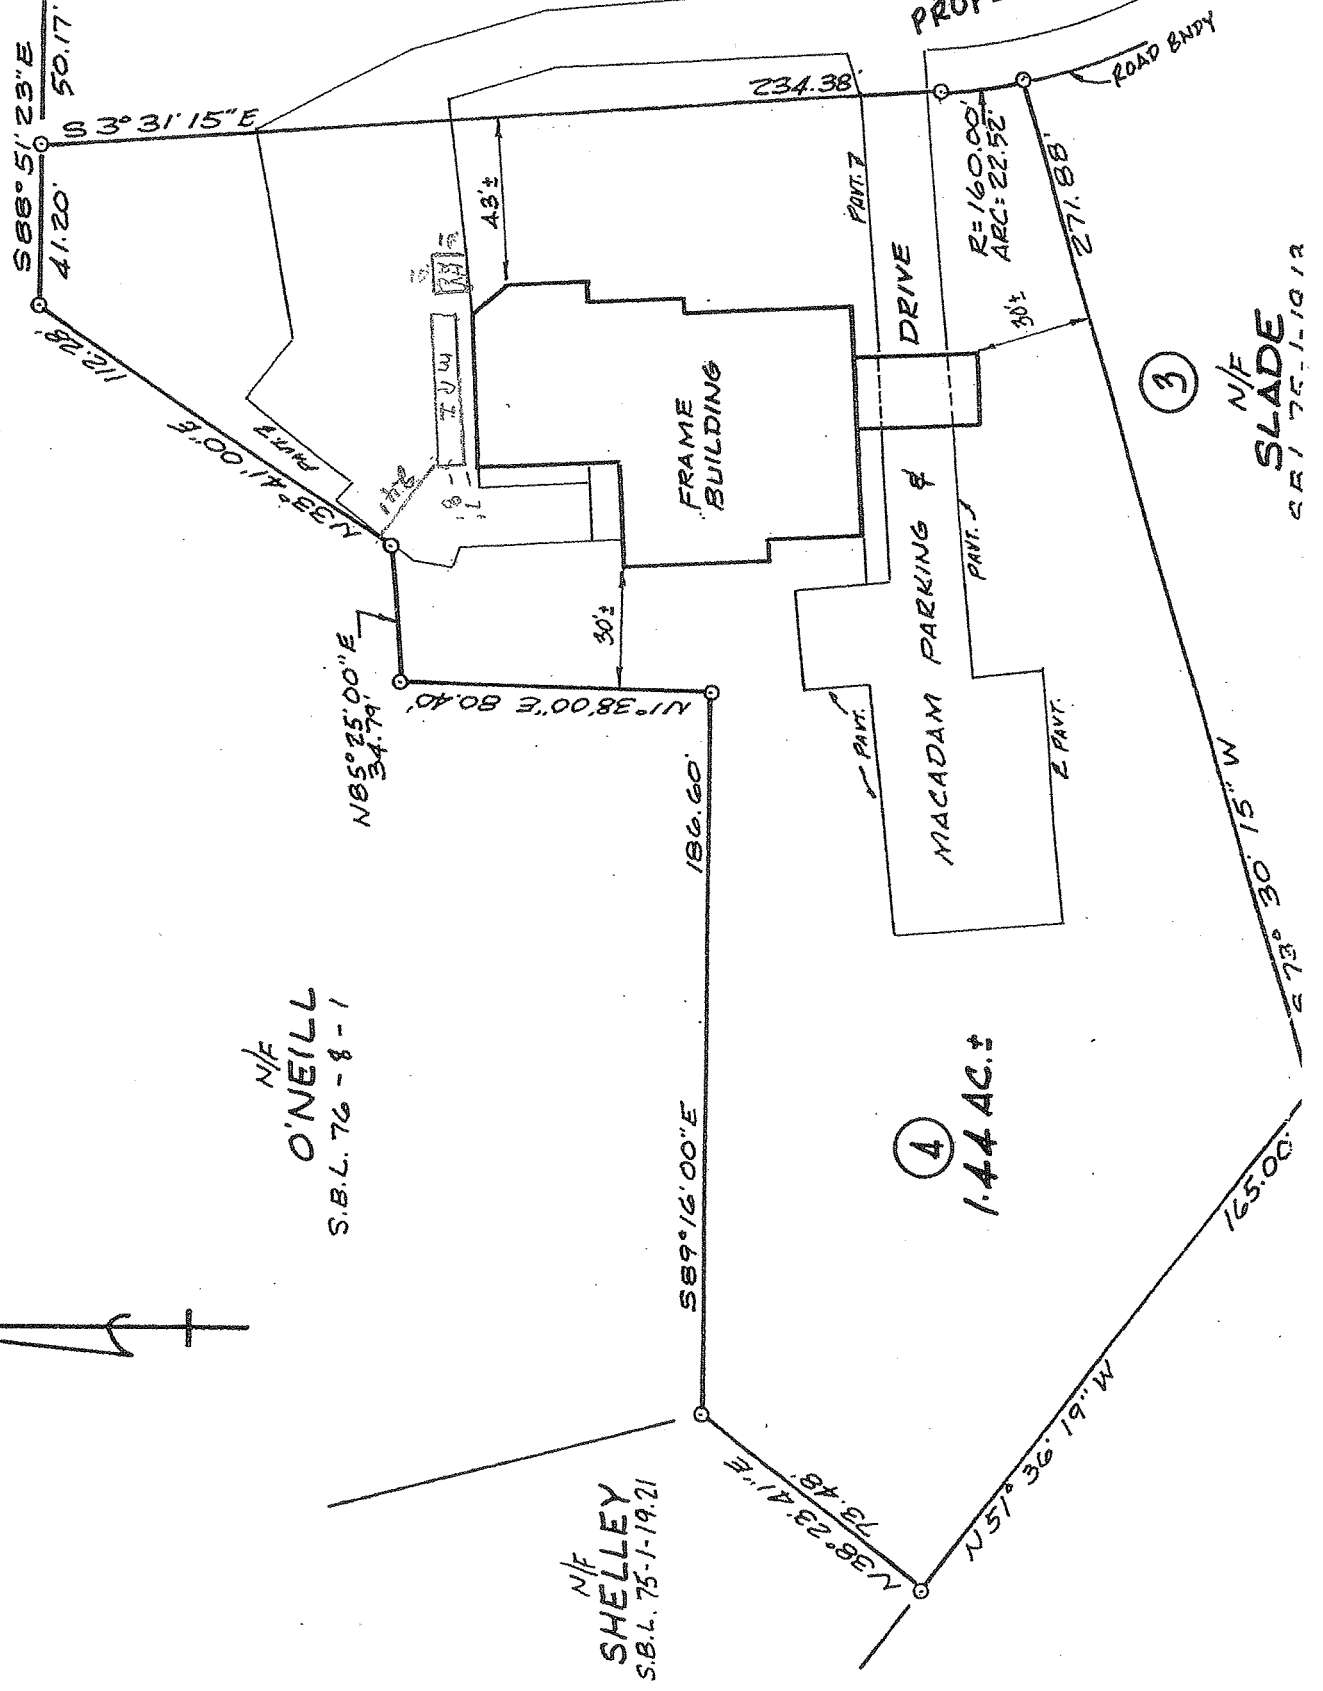 S88°51'23"E
50.17'
41.20'
S 3°31'15"E
234.38'
ROAD BNDY
112.28'
N33°41'00"E
PAVT.
43'±
PAVT.
R=160.00'
ARC=22.52'
271.88'
30'±
DRIVE
FRAME
BUILDING
MACADAM PARKING &
PAVT.
3
N/F
SLADE
N85°25'00"E
34.79'
N1°38'00"E 80.40'
30'±
PAVT.
PAVT.
186.60'
S89°16'00"E
73° 30' 15" W
N/F
O'NEILL
S.B.L. 76-8-1
4
1.44 AC.±
165.00'
N51°36'19"W
N38°23'41"E
73.48'
N/F
SHELLEY
S.B.L. 75-1-19.21